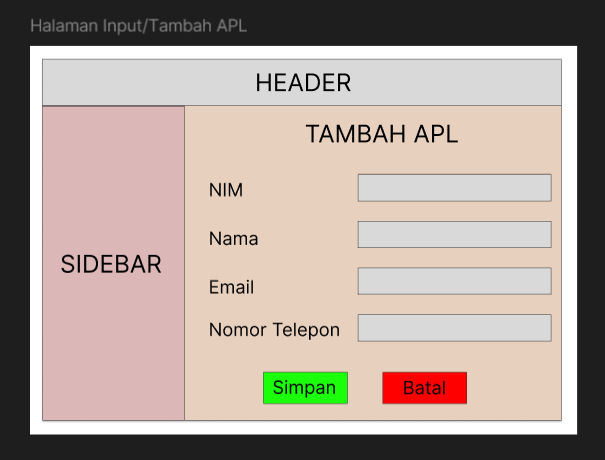 Halaman Input/Tambah APL
HEADER
SIDEBAR
TAMBAH APL
NIM
Nama
Email
Nomor Telepon
Simpan
Batal